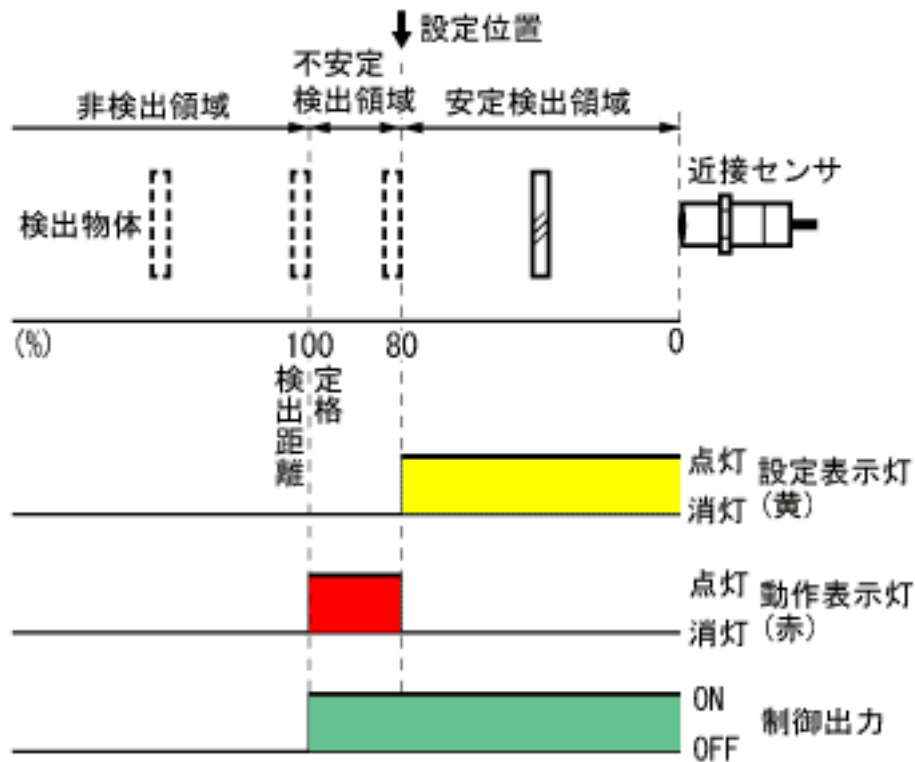 設定位置
不安定
非検出領域 検出領域 安定検出領域
近接センサ
検出物体
(%) 100 80 0
定格
検出距離
点灯 設定表示灯
消灯 (黄)
点灯 動作表示灯
消灯 (赤)
ON 制御出力
OFF